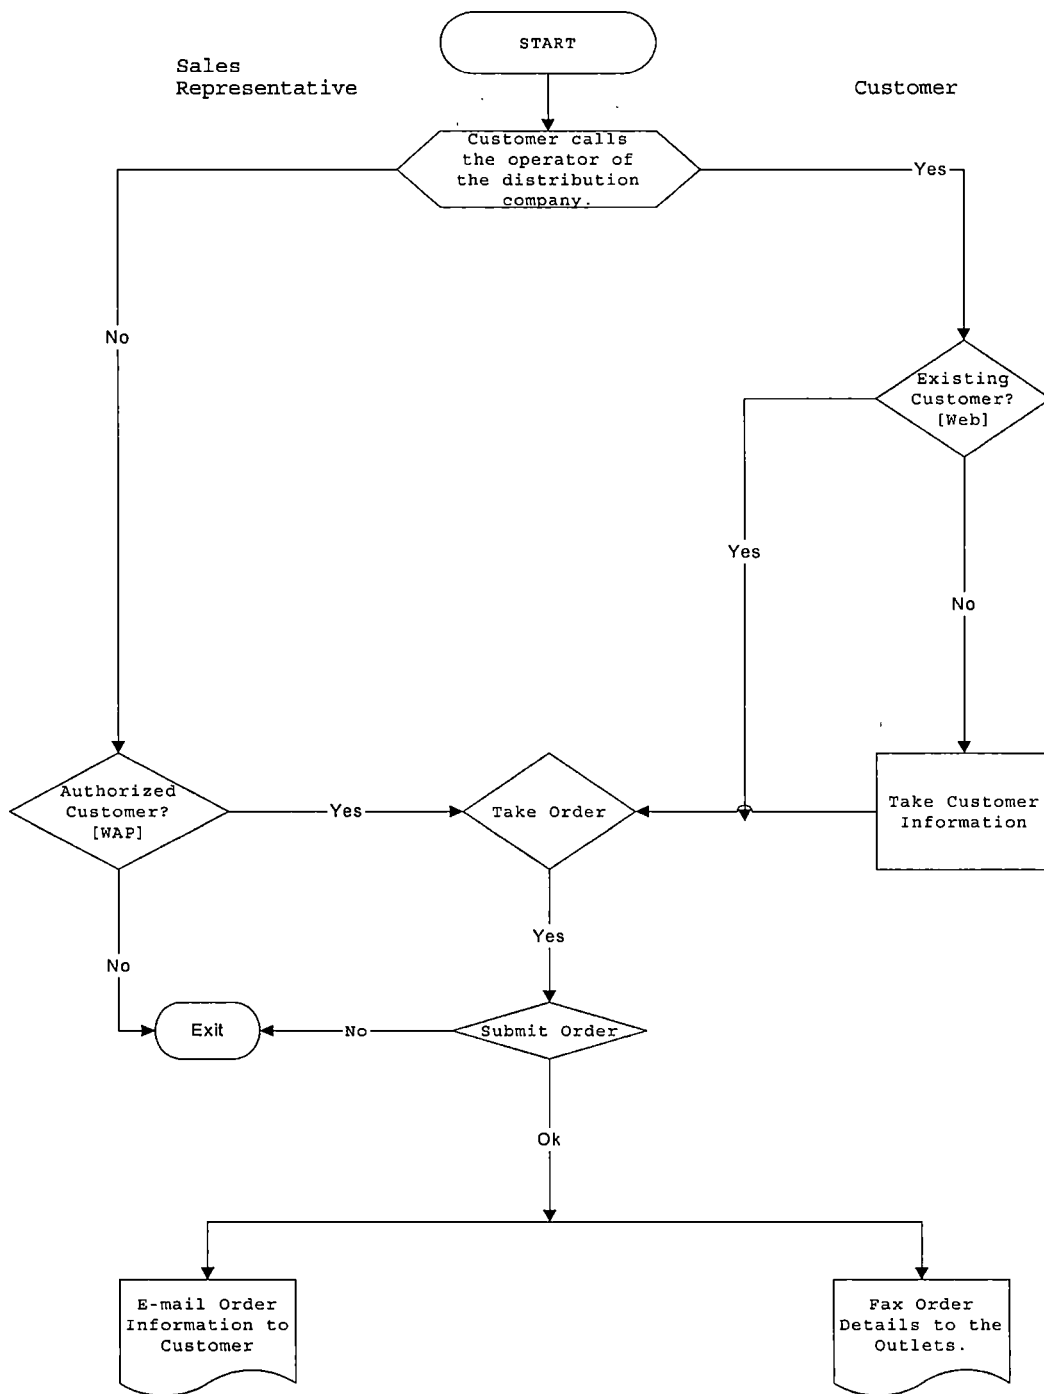 START
Sales
Representative
Customer
Customer calls
the operator of
the distribution
company.
Yes
No
Existing
Customer?
[Web]
Yes
No
Authorized
Customer?
[WAP]
Yes
Take Order
Take Customer
Information
Yes
No
Exit
No
Submit Order
Ok
E-mail Order
Information to
Customer
Fax Order
Details to the
Outlets.